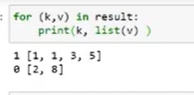 : for (k,v) in result:
print(k, list(v) )
1 [1, 1, 3, 5]
0 [2, 8]